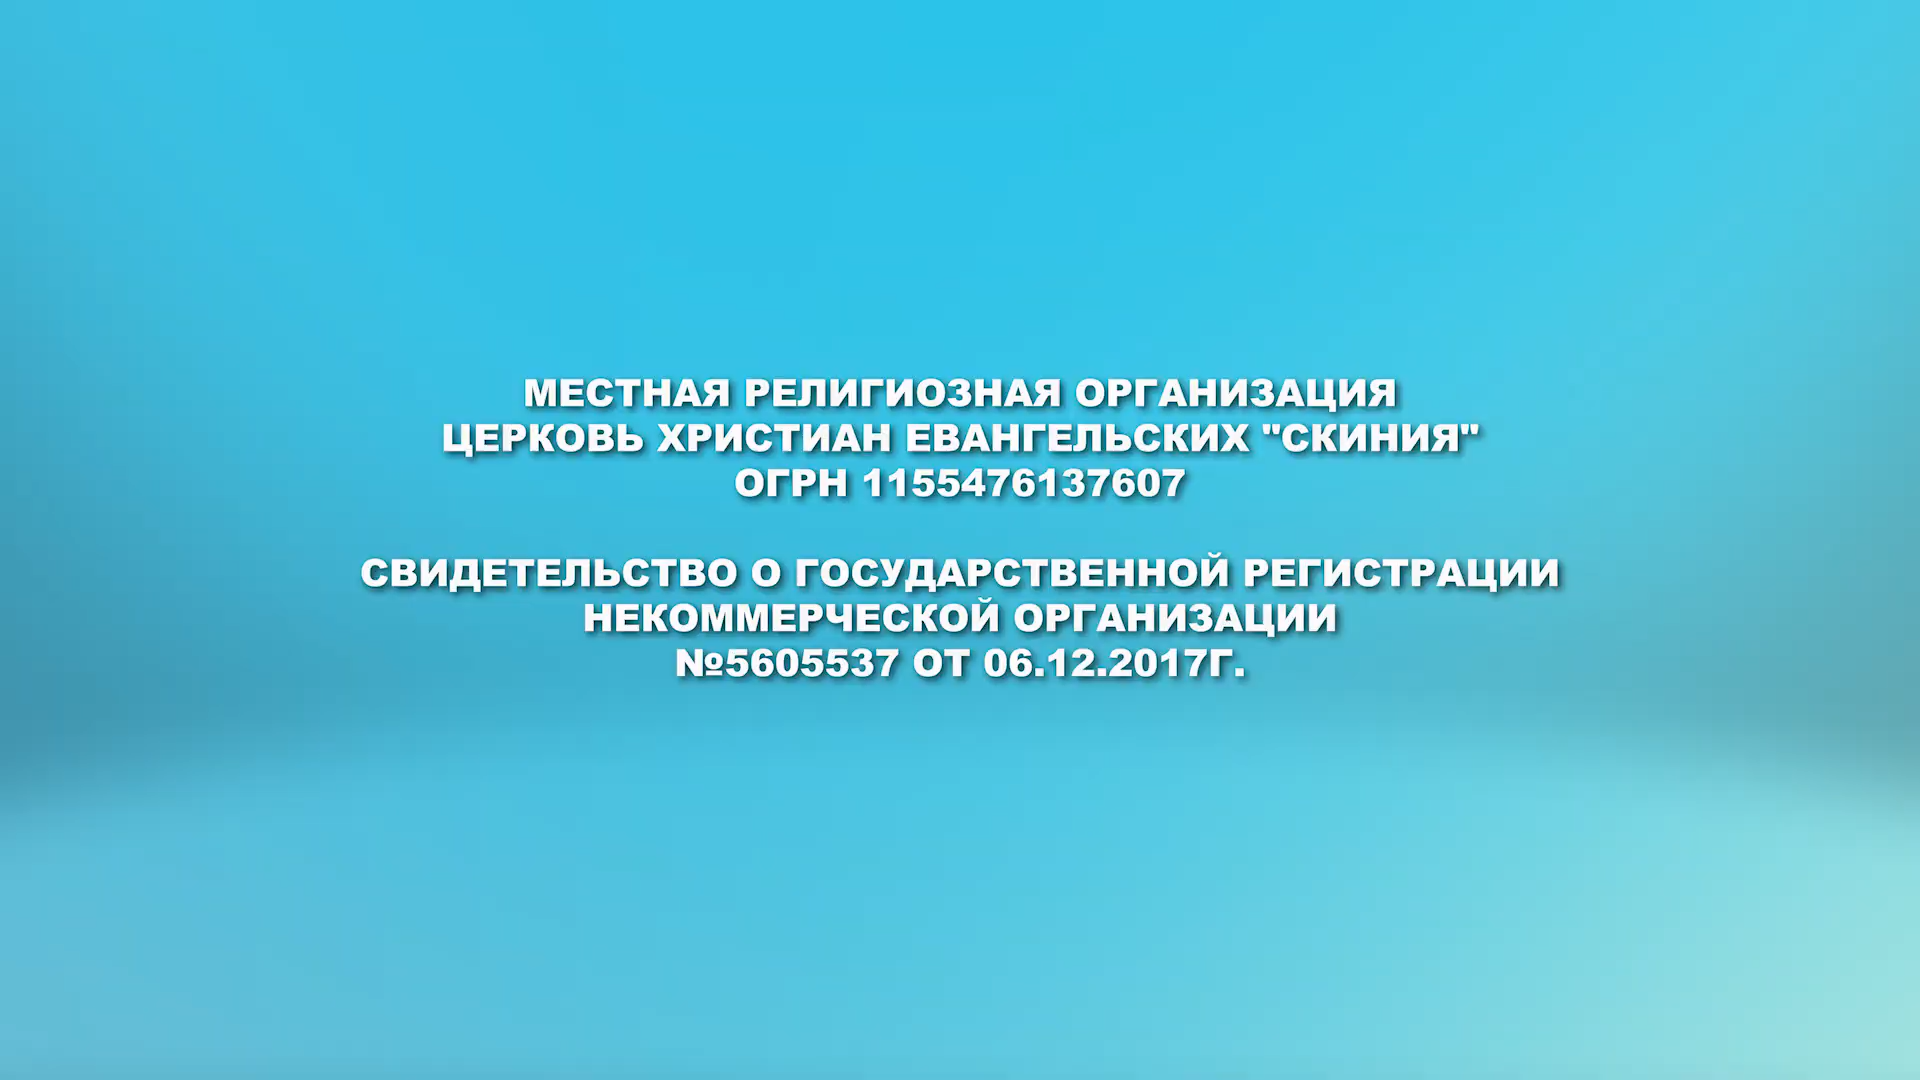 МЕСТНАЯ РЕЛИГИОЗНАЯ ОРГАНИЗАЦИЯ
ЦЕРКОВЬ ХРИСТИАН ЕВАНГЕЛЬСКИХ "СКИНИЯ"
ОГРН 1155476137607
СВИДЕТЕЛЬСТВО О ГОСУДАРСТВЕННОЙ РЕГИСТРАЦИИ
НЕКОММЕРЧЕСКОЙ ОРГАНИЗАЦИИ
№5605537 ОТ 06.12.2017Г.